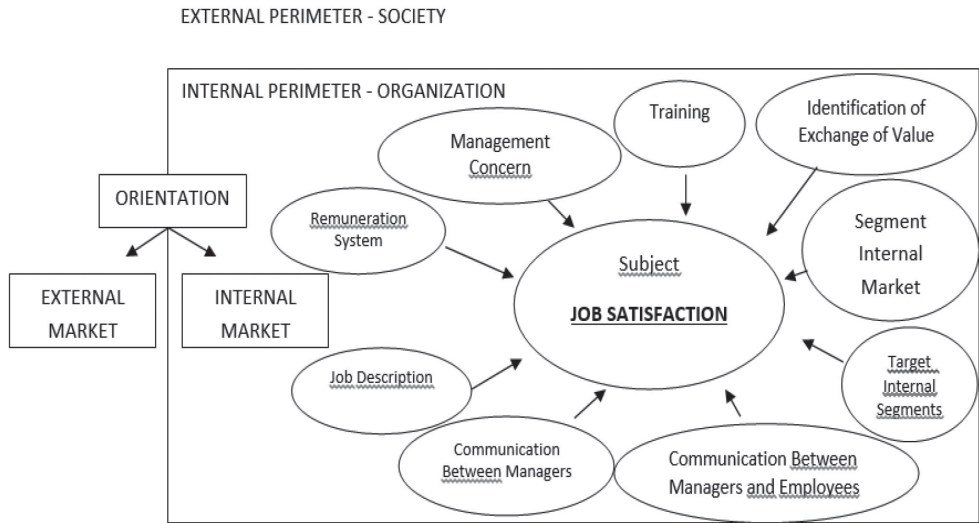 EXTERNAL PERIMETER - SOCIETY
INTERNAL PERIMETER - ORGANIZATION
ORIENTATION
EXTERNAL
MARKET
INTERNAL
MARKET
Management
Concern
Training
Identification of
Exchange of Value
Remuneration
System
Subject
JOB SATISFACTION
Segment
Internal
Market
Job Description
Target
Internal
Segments
Communication
Between Managers
Communication Between
Managers and Employees